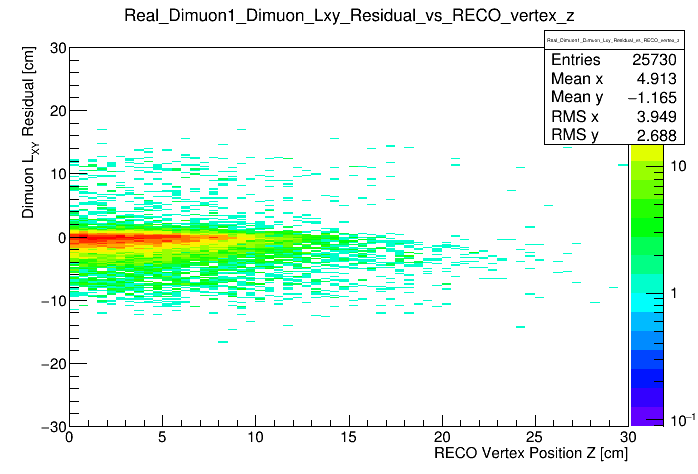 Real_Dimuon1_Dimuon_Lxy_Residual_vs_RECO_vertex_z
Real_Dimuon1_Dimuon_Lxy_Residual_vs_RECO_vertex_z
Entries 25730
Mean x 4.913
Mean y −1.165
RMS x 3.949
RMS y 2.688
Dimuon L_XY Residual [cm]
30
20
10
0
−10
−20
−30
0 5 10 15 20 25 30
RECO Vertex Position Z [cm]
10
1
10⁻¹